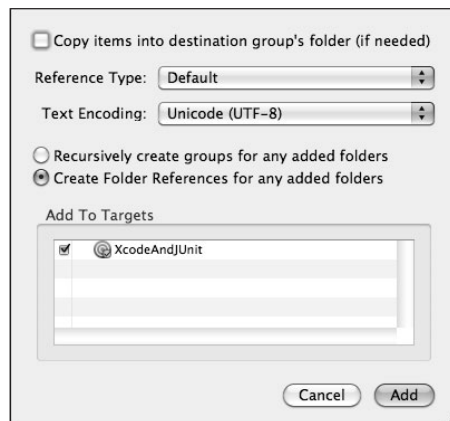 Copy items into destination group's folder (if needed)
Reference Type: Default
Text Encoding: Unicode (UTF-8)
Recursively create groups for any added folders
Create Folder References for any added folders
Add To Targets
XcodeAndJUnit
Cancel Add